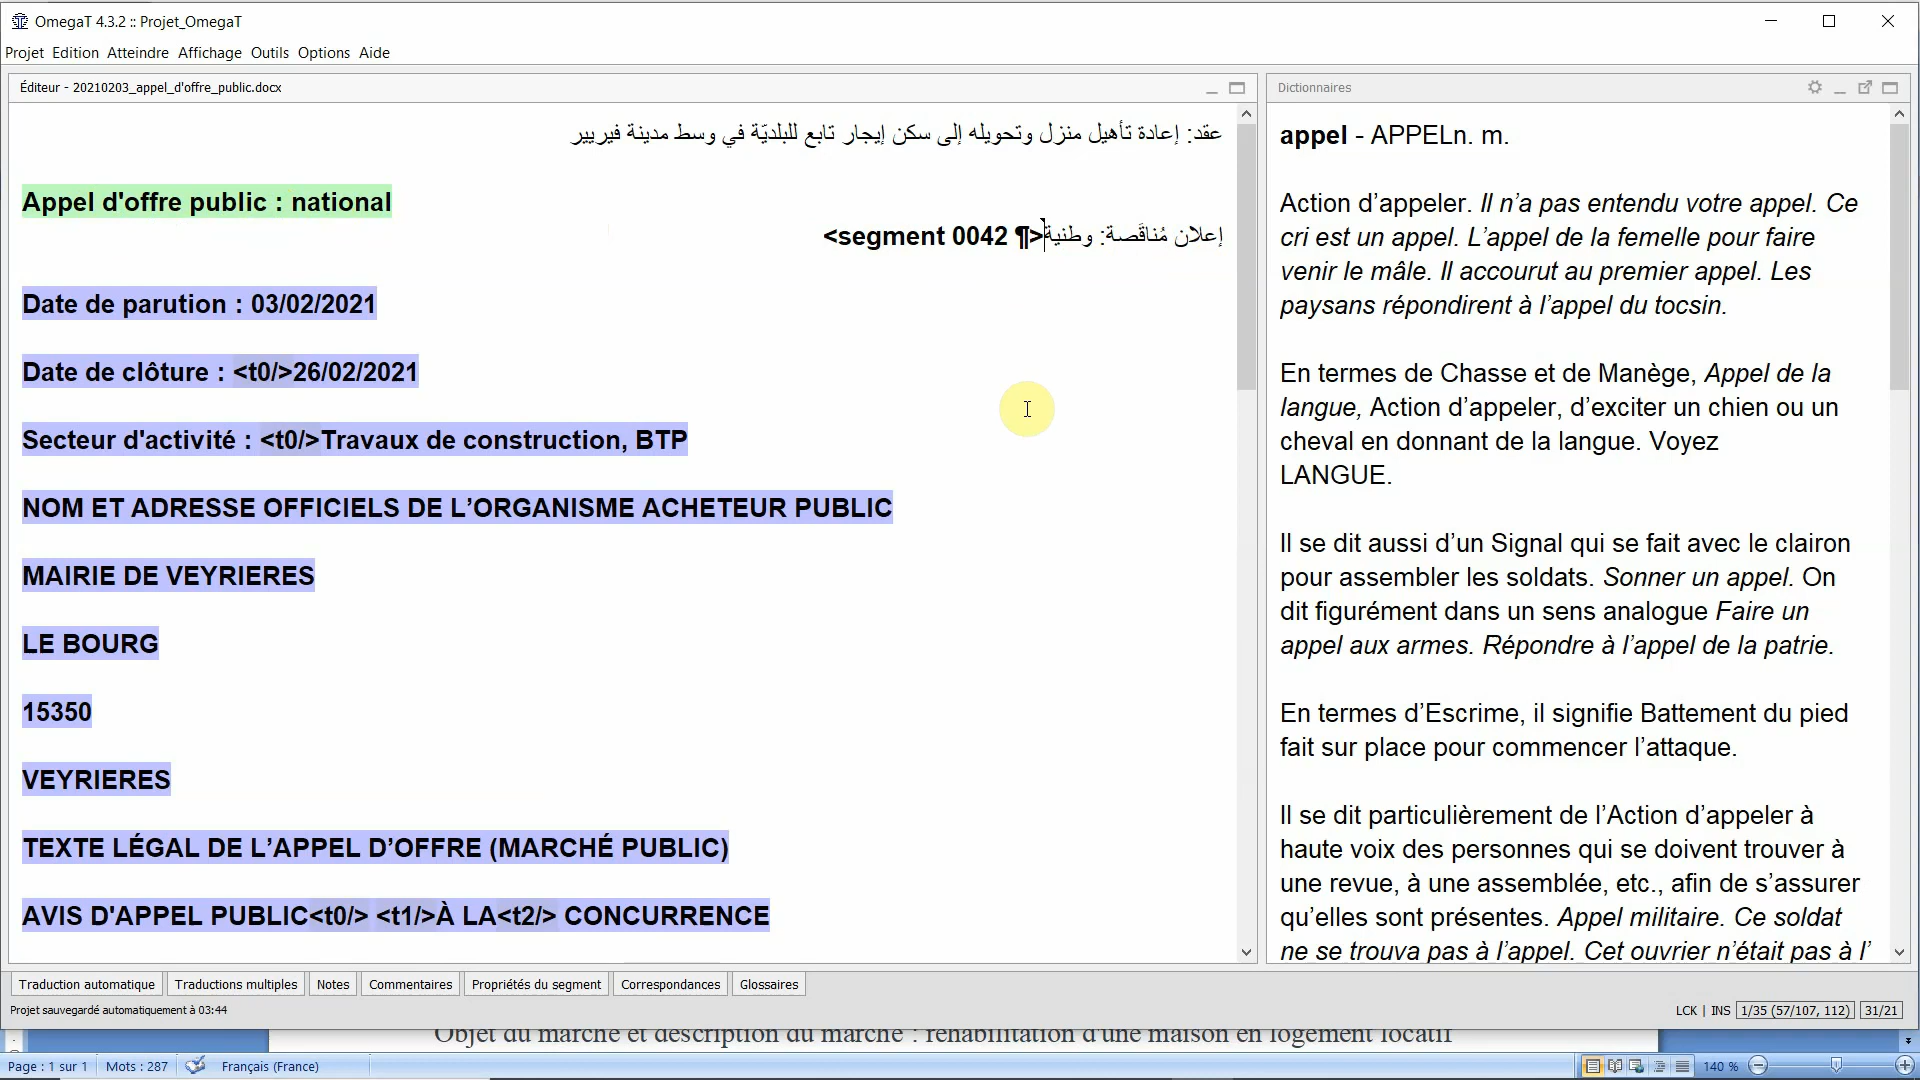 OmegaT 4.3.2 :: Projet_OmegaT
Projet Edition Atteindre Affichage Outils Options Aide
Éditeur - 20210203_appel_d'offre_public.docx
عقد: إعادة تأهيل منزل وتحويله إلى سكن إيجار تابع للبلديّة في وسط مدينة فيريير
Appel d'offre public : national
إعلان مُناقَصة: وطنية<segment 0042 ¶>
Date de parution : 03/02/2021
Date de clôture : <t0/>26/02/2021
Secteur d'activité : <t0/>Travaux de construction, BTP
NOM ET ADRESSE OFFICIELS DE L’ORGANISME ACHETEUR PUBLIC
MAIRIE DE VEYRIERES
LE BOURG
15350
VEYRIERES
TEXTE LÉGAL DE L’APPEL D’OFFRE (MARCHÉ PUBLIC)
AVIS D'APPEL PUBLIC<t0/> <t1/>À LA<t2/> CONCURRENCE
Dictionnaires
appel - APPELn. m.
Action d’appeler. Il n’a pas entendu votre appel. Ce
cri est un appel. L’appel de la femelle pour faire
venir le mâle. Il accourut au premier appel. Les
paysans répondirent à l’appel du tocsin.
En termes de Chasse et de Manège, Appel de la
langue, Action d’appeler, d’exciter un chien ou un
cheval en donnant de la langue. Voyez
LANGUE.
Il se dit aussi d’un Signal qui se fait avec le clairon
pour assembler les soldats. Sonner un appel. On
dit figurément dans un sens analogue Faire un
appel aux armes. Répondre à l’appel de la patrie.
En termes d’Escrime, il signifie Battement du pied
fait sur place pour commencer l’attaque.
Il se dit particulièrement de l’Action d’appeler à
haute voix des personnes qui se doivent trouver à
une revue, à une assemblée, etc., afin de s’assurer
qu’elles sont présentes. Appel militaire. Ce soldat
ne se trouva pas à l’appel. Cet ouvrier n’était pas à l’
Traduction automatique Traductions multiples Notes Commentaires Propriétés du segment Correspondances Glossaires
Projet sauvegardé automatiquement à 03:44
LCK | INS 1/35 (57/107, 112) 31/21
Objet du marché et description du marché : réhabilitation d'une maison en logement locatif
Page : 1 sur 1 Mots : 287 Français (France) 140 %